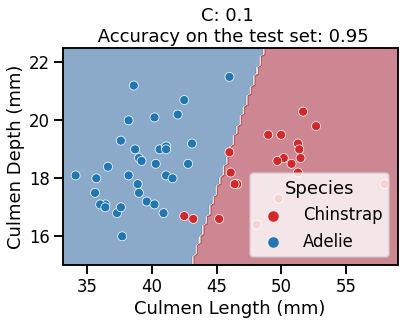 C: 0.1
Accuracy on the test set: 0.95
Culmen Depth (mm)
22
20
18
16
Species
Chinstrap
Adelie
35
40
45
50
55
Culmen Length (mm)